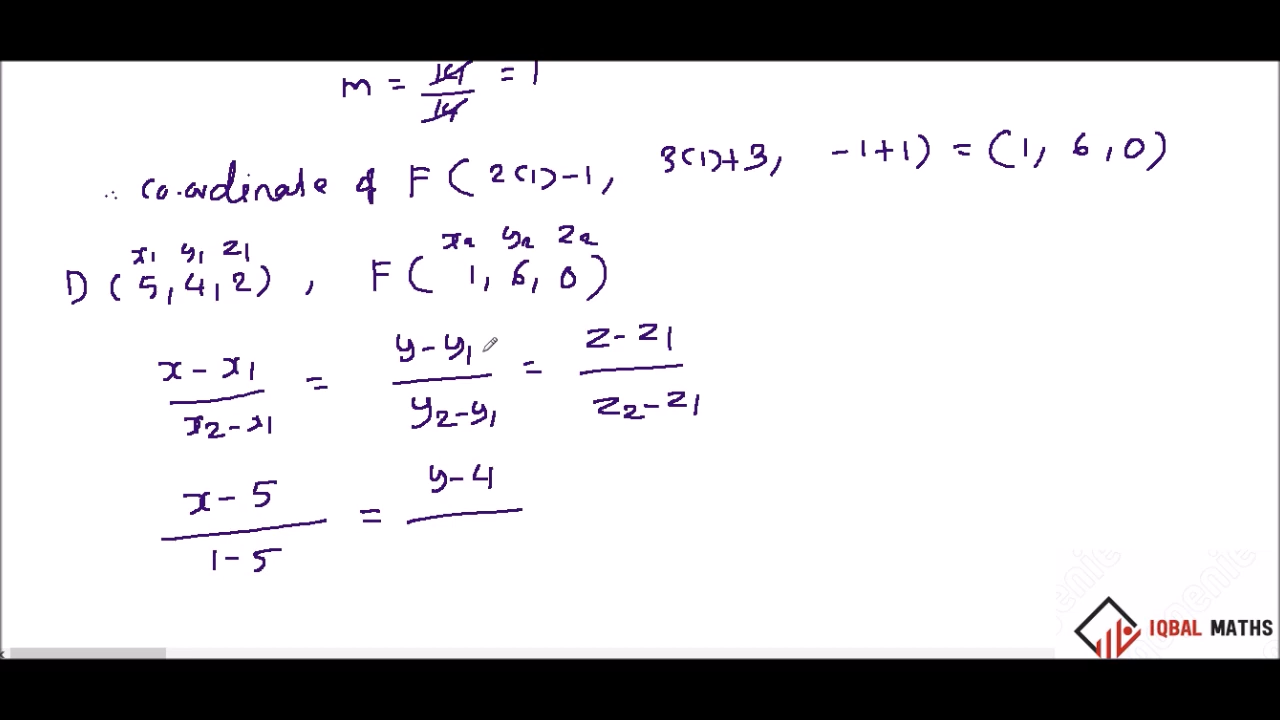 m = 14/14 = 1
∴ co.ordinate of F ( 2(1)-1, 3(1)+3, -1+1) = (1, 6, 0)
x1 y1 z1 x2 y2 z2
D ( 5, 4, 2) , F ( 1, 6, 0)
x - x1 / x2 - x1 = y - y1 / y2 - y1 = z - z1 / z2 - z1
x - 5 / 1 - 5 = y - 4
IQBAL MATHS